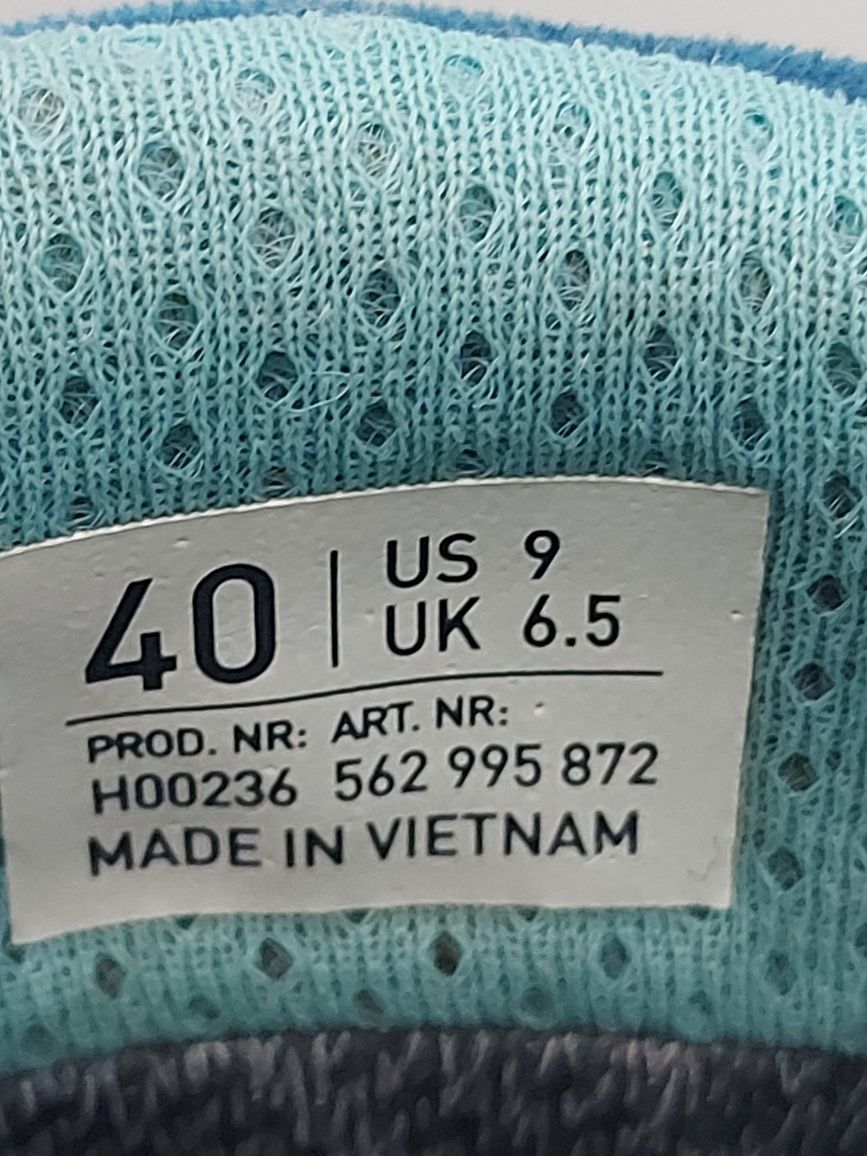 40 | US 9
UK 6.5
PROD. NR: ART. NR:
H00236 562 995 872
MADE IN VIETNAM